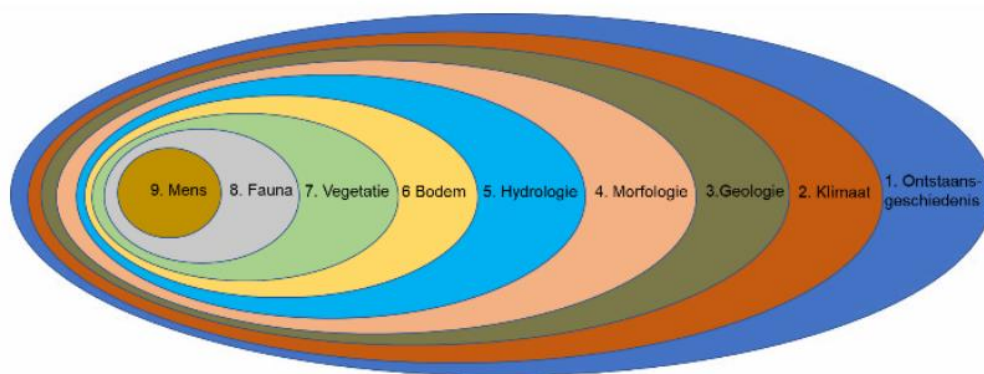 9. Mens
8. Fauna
7. Vegetatie
6 Bodem
5. Hydrologie
4. Morfologie
3.Geologie
2. Klimaat
1. Ontstaans-
geschiedenis